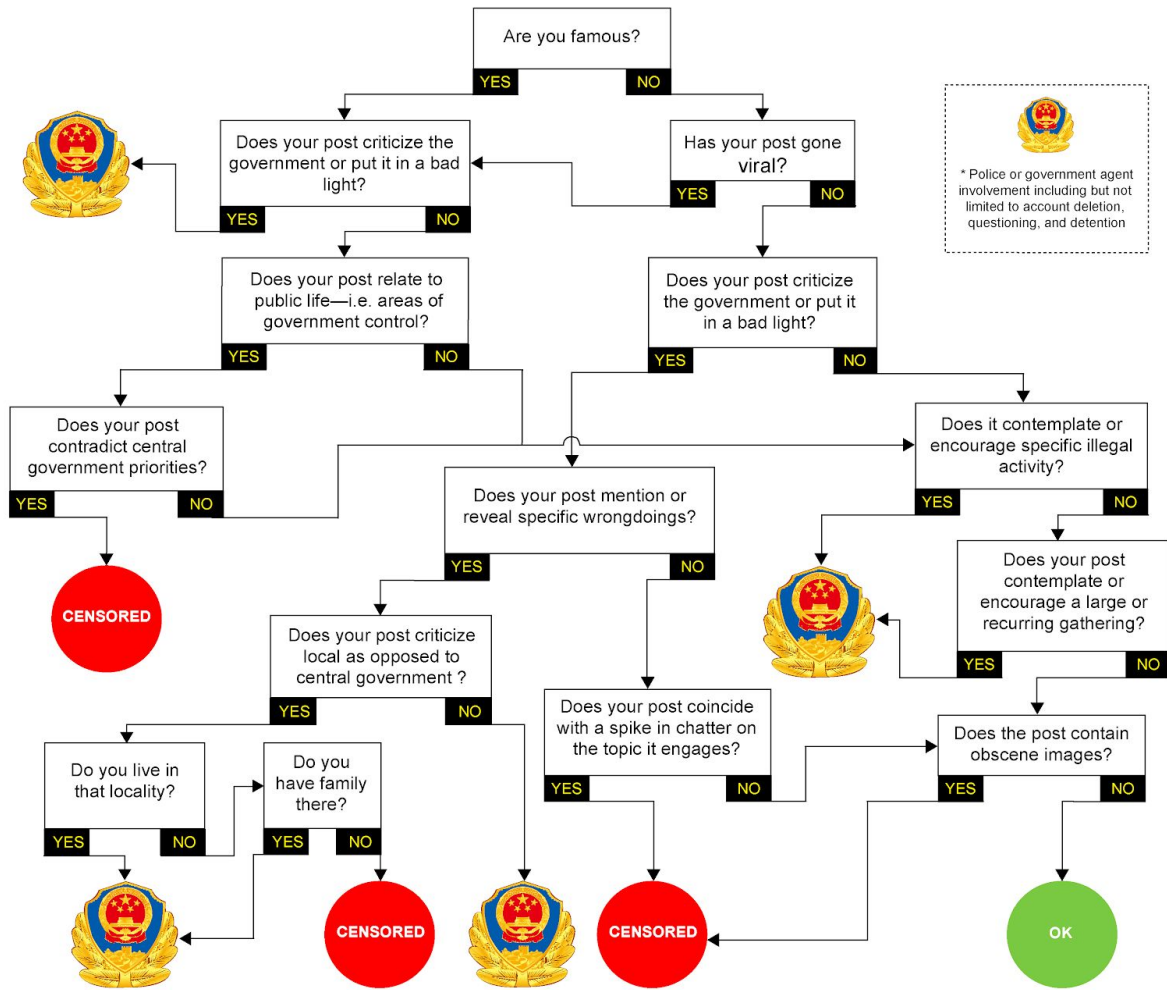 Are you famous?
YES
NO
Does your post criticize the
government or put it in a bad
light?
YES
NO
Has your post gone
viral?
YES
NO
* Police or government agent
involvement including but not
limited to account deletion,
questioning, and detention
Does your post relate to
public life—i.e. areas of
government control?
YES
NO
Does your post criticize
the government or put it
in a bad light?
YES
NO
Does your post
contradict central
government priorities?
YES
NO
Does it contemplate or
encourage specific illegal
activity?
YES
NO
Does your post mention or
reveal specific wrongdoings?
YES
NO
Does your post
contemplate or
encourage a large or
recurring gathering?
YES
NO
CENSORED
Does your post criticize
local as opposed to
central government ?
YES
NO
Does your post coincide
with a spike in chatter on
the topic it engages?
YES
NO
Does the post contain
obscene images?
YES
NO
Do you live in
that locality?
YES
NO
Do you
have family
there?
YES
NO
CENSORED
CENSORED
OK